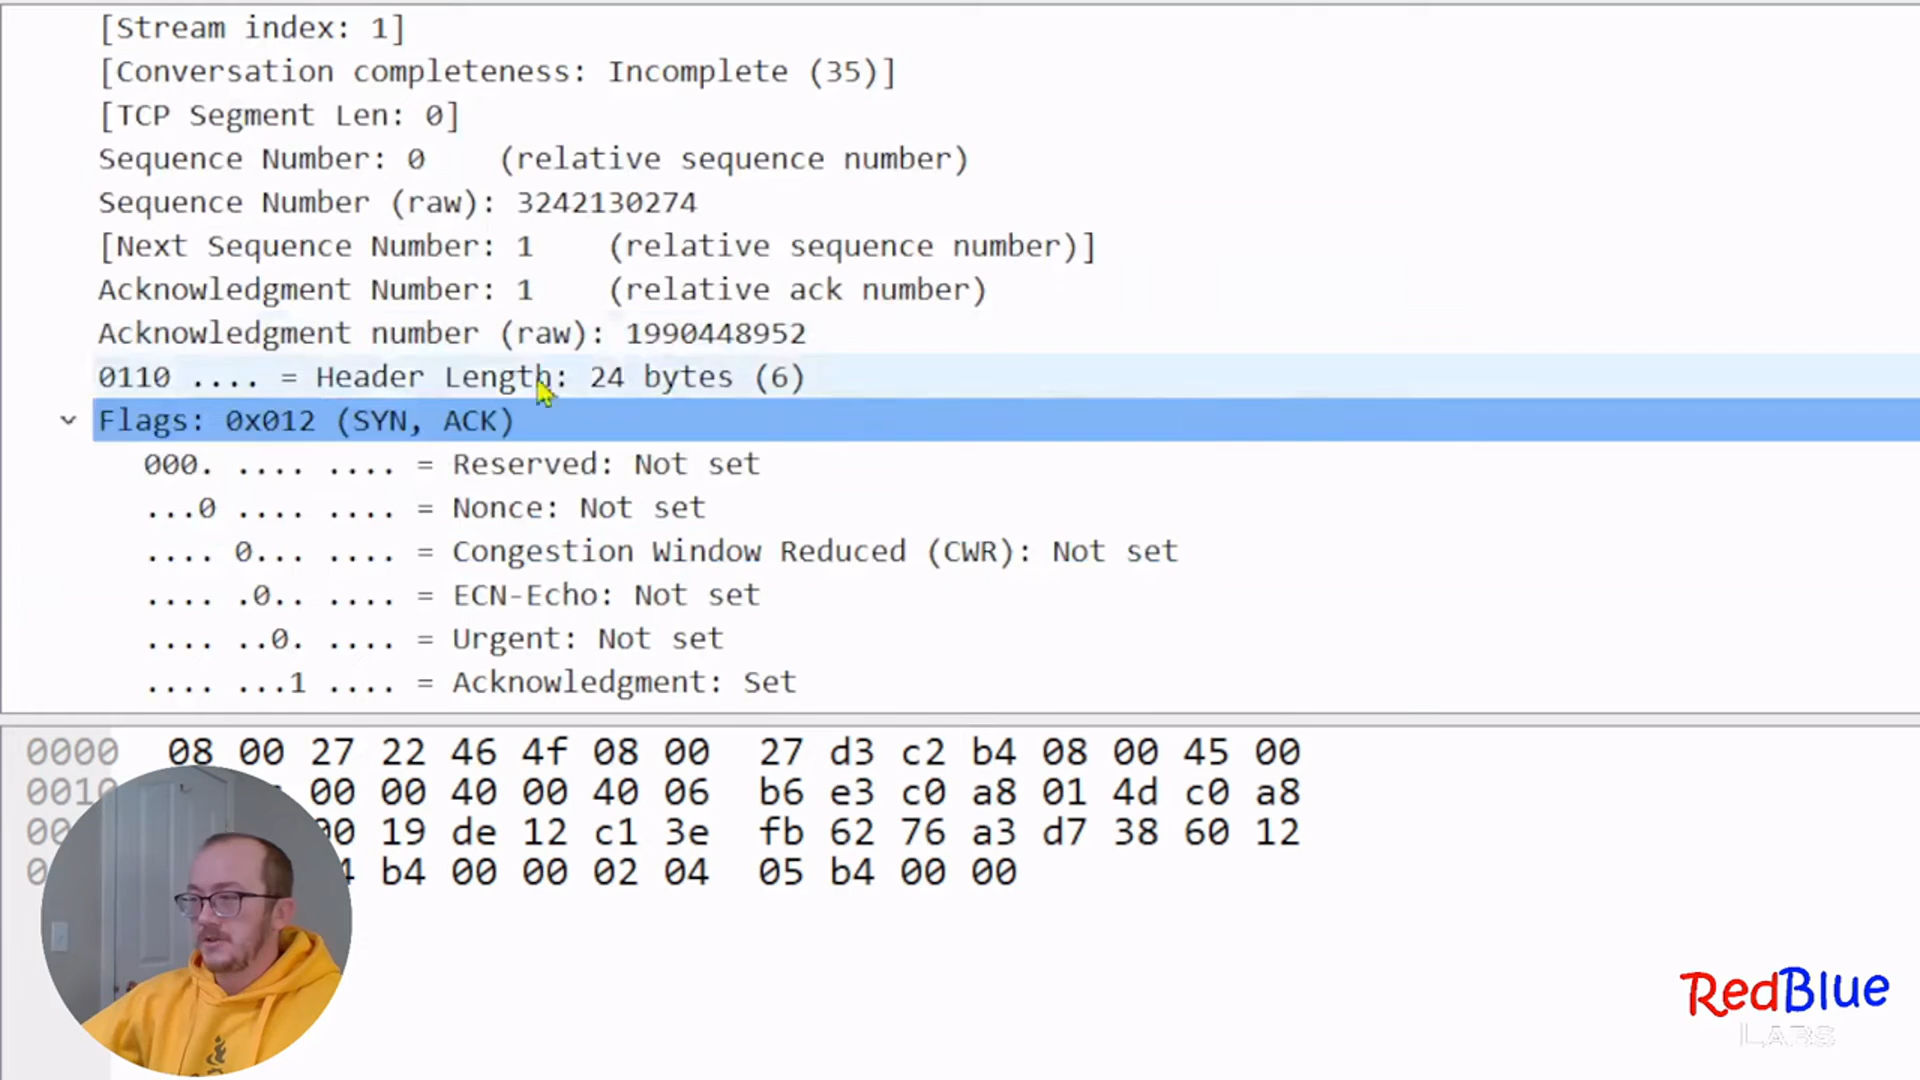 [Stream index: 1]
[Conversation completeness: Incomplete (35)]
[TCP Segment Len: 0]
Sequence Number: 0    (relative sequence number)
Sequence Number (raw): 3242130274
[Next Sequence Number: 1    (relative sequence number)]
Acknowledgment Number: 1    (relative ack number)
Acknowledgment number (raw): 1990448952
0110 .... = Header Length: 24 bytes (6)
Flags: 0x012 (SYN, ACK)
000. .... .... = Reserved: Not set
...0 .... .... = Nonce: Not set
.... 0... .... = Congestion Window Reduced (CWR): Not set
.... .0.. .... = ECN-Echo: Not set
.... ..0. .... = Urgent: Not set
.... ...1 .... = Acknowledgment: Set
0000 08 00 27 22 46 4f 08 00 27 d3 c2 b4 08 00 45 00
0010 00 00 40 00 40 06 b6 e3 c0 a8 01 4d c0 a8
19 de 12 c1 3e fb 62 76 a3 d7 38 60 12
b4 00 00 02 04 05 b4 00 00
RedBlue
LABS